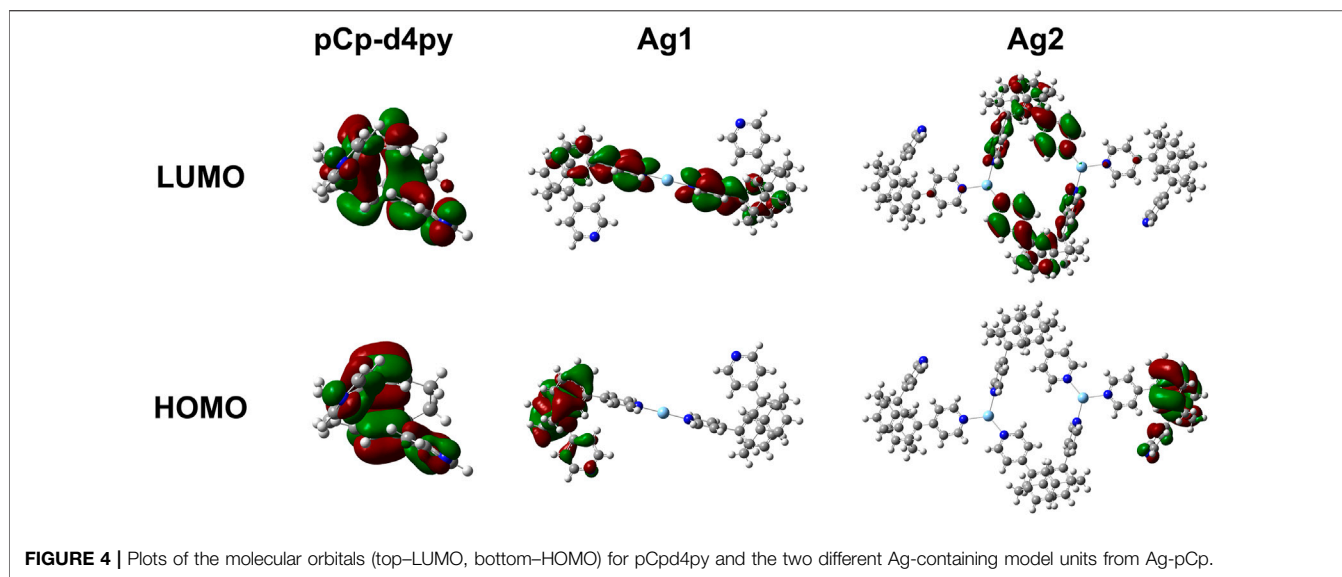 pCp-d4py Ag1 Ag2
LUMO
HOMO
FIGURE 4 | Plots of the molecular orbitals (top–LUMO, bottom–HOMO) for pCpd4py and the two different Ag-containing model units from Ag-pCp.